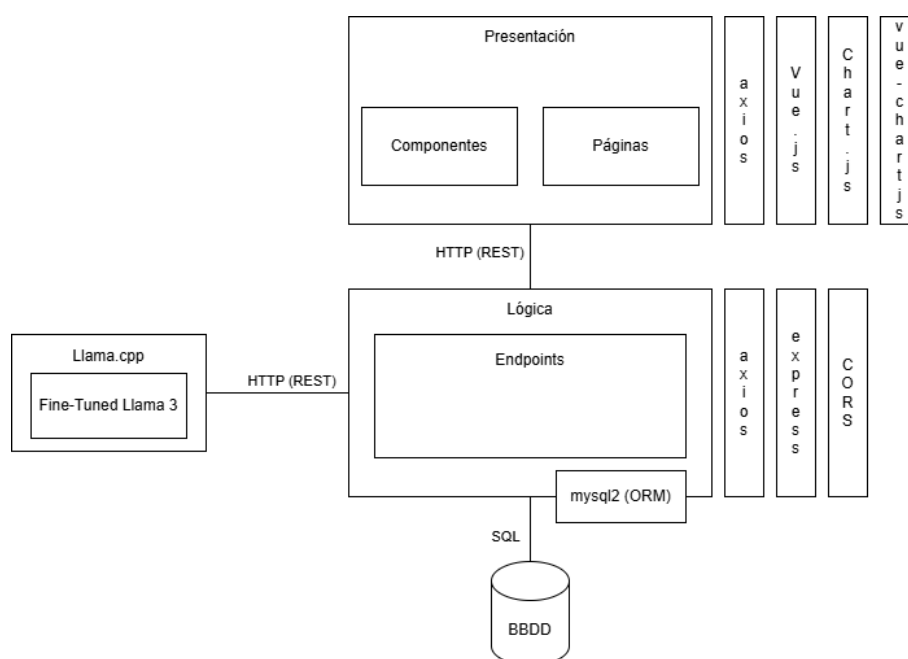 Presentación
Componentes
Páginas
axios
Vue.js
Chart.js
vue-chartjs
HTTP (REST)
Lógica
Endpoints
axios
express
CORS
Llama.cpp
Fine-Tuned Llama 3
HTTP (REST)
mysql2 (ORM)
SQL
BBDD